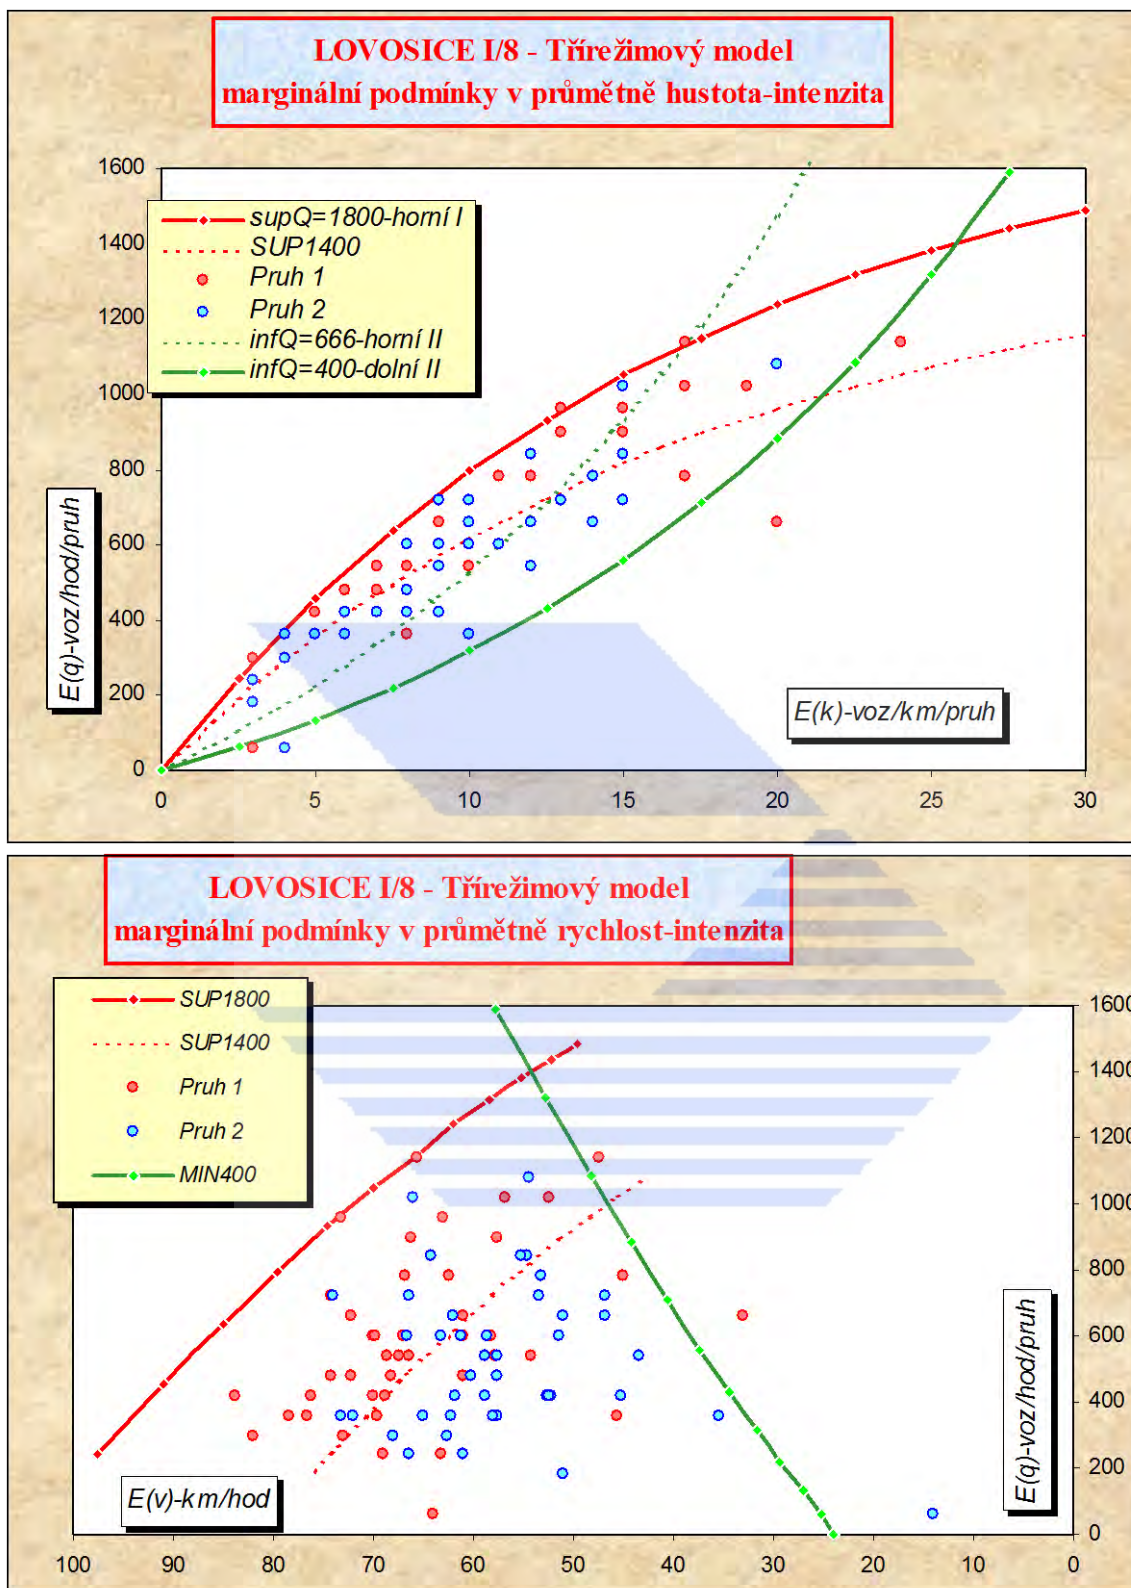 LOVOSICE I/8 - Třírežimový model
marginální podmínky v průmětně hustota-intenzita
1600
1400
1200
1000
800
600
400
200
0
supQ=1800-horní I
SUP1400
Pruh 1
Pruh 2
infQ=666-horní II
infQ=400-dolní II
E(q)-voz/hod/pruh
E(k)-voz/km/pruh
0 5 10 15 20 25 30
LOVOSICE I/8 - Třírežimový model
marginální podmínky v průmětně rychlost-intenzita
SUP1800
SUP1400
Pruh 1
Pruh 2
MIN400
1600
1400
1200
1000
800
600
400
200
0
E(v)-km/hod
E(q)-voz/hod/pruh
100 90 80 70 60 50 40 30 20 10 0